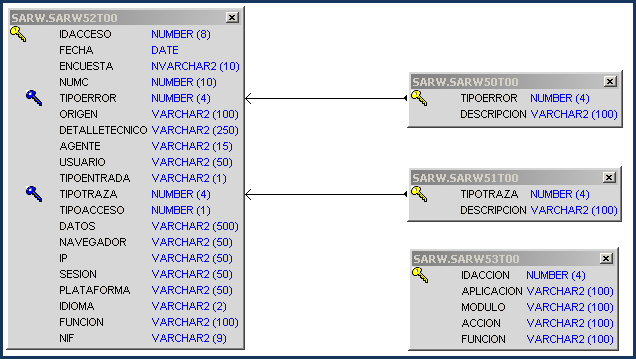 SARW.SARW52T00
IDACCESO NUMBER (8)
FECHA DATE
ENCUESTA NVARCHAR2 (10)
NUMC NUMBER (10)
TIPOERROR NUMBER (4)
ORIGEN VARCHAR2 (100)
DETALLETECNICO VARCHAR2 (250)
AGENTE VARCHAR2 (15)
USUARIO VARCHAR2 (50)
TIPOENTRADA VARCHAR2 (1)
TIPOTRAZA NUMBER (4)
TIPOACCESO NUMBER (1)
DATOS VARCHAR2 (500)
NAVEGADOR VARCHAR2 (50)
IP VARCHAR2 (50)
SESION VARCHAR2 (50)
PLATAFORMA VARCHAR2 (50)
IDIOMA VARCHAR2 (2)
FUNCION VARCHAR2 (100)
NIF VARCHAR2 (9)
SARW.SARW50T00
TIPOERROR NUMBER (4)
DESCRIPCION VARCHAR2 (100)
SARW.SARW51T00
TIPOTRAZA NUMBER (4)
DESCRIPCION VARCHAR2 (100)
SARW.SARW53T00
IDACCION NUMBER (4)
APLICACION VARCHAR2 (100)
MODULO VARCHAR2 (100)
ACCION VARCHAR2 (100)
FUNCION VARCHAR2 (100)